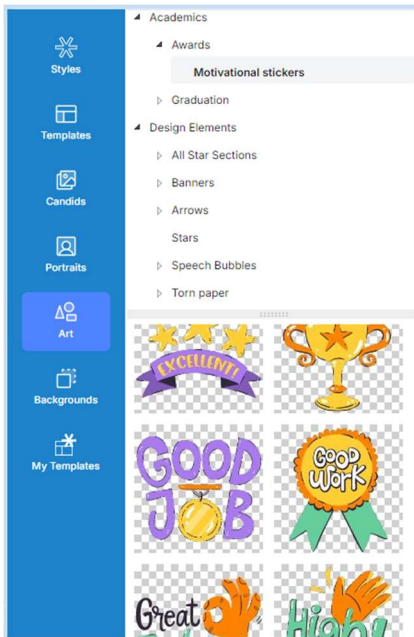 Styles
Templates
Candids
Portraits
Art
Backgrounds
My Templates
Academics
Awards
Motivational stickers
Graduation
Design Elements
All Star Sections
Banners
Arrows
Stars
Speech Bubbles
Torn paper
EXCELLENT!
GOOD
JOB
GOOD
WORK
Great
High